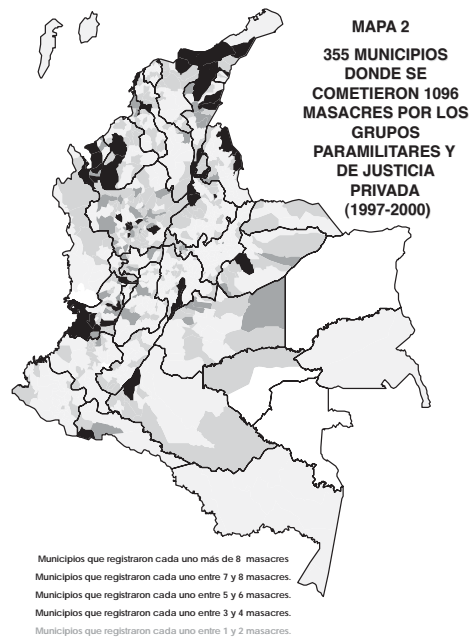 MAPA 2
355 MUNICIPIOS
DONDE SE
COMETIERON 1096
MASACRES POR LOS
GRUPOS
PARAMILITARES Y
DE JUSTICIA
PRIVADA
(1997-2000)
Municipios que registraron cada uno más de 8 masacres
Municipios que registraron cada uno entre 7 y 8 masacres.
Municipios que registraron cada uno entre 5 y 6 masacres.
Municipios que registraron cada uno entre 3 y 4 masacres.
Municipios que registraron cada uno entre 1 y 2 masacres.